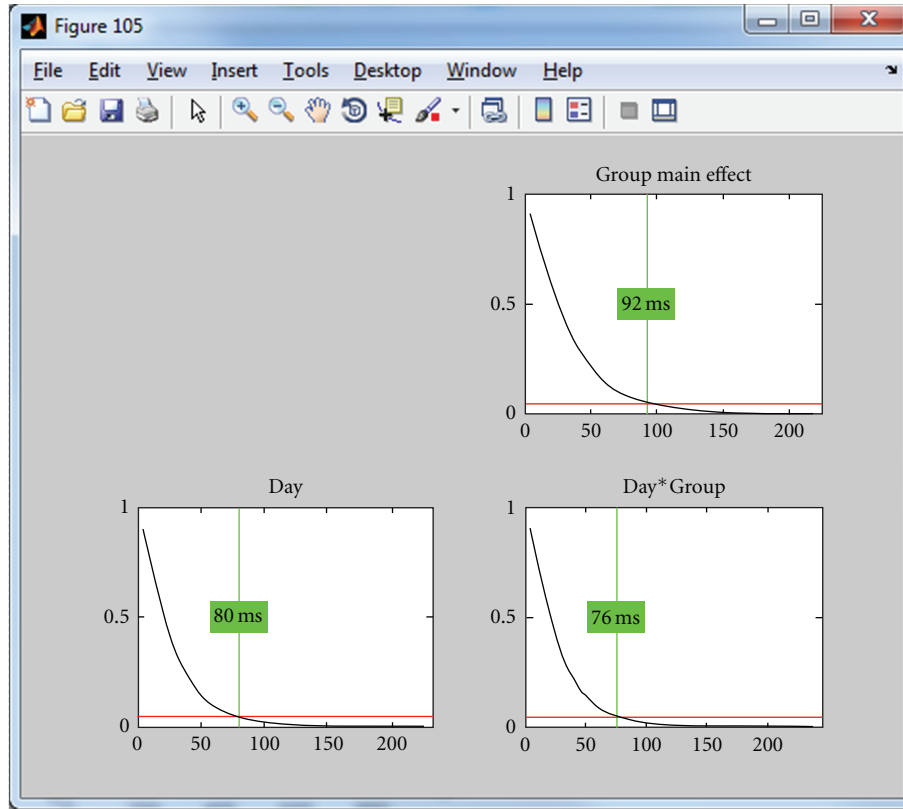 Figure 105
File Edit View Insert Tools Desktop Window Help
Group main effect
1
0.5
0
92 ms
0 50 100 150 200
Day
1
0.5
0
80 ms
0 50 100 150 200
Day*Group
1
0.5
0
76 ms
0 50 100 150 200